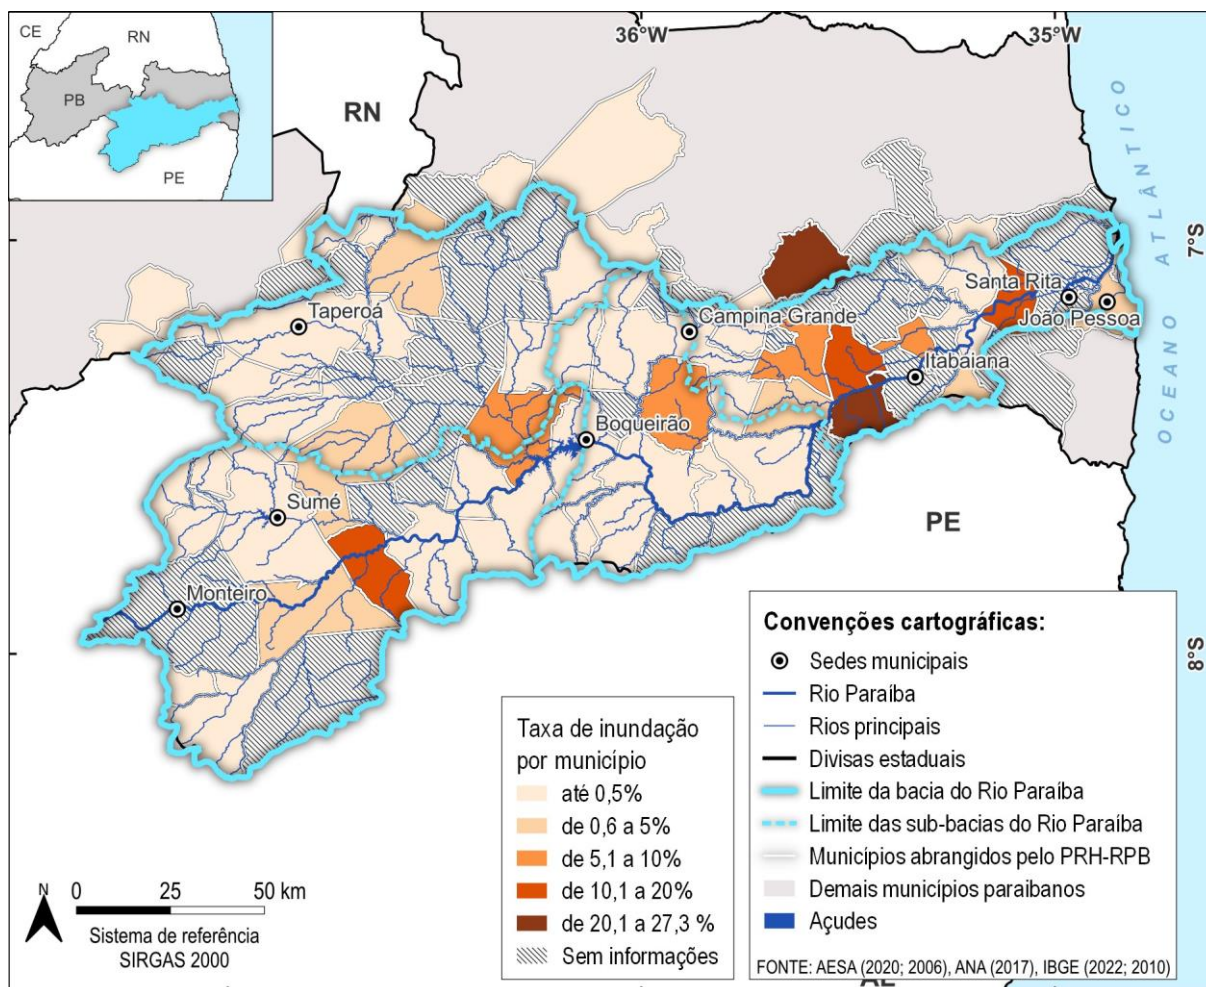 CE
RN
PB
PE
36°W
35°W
RN
OCEANO ATLÂNTICO
7°S
Taperoá
Campina Grande
Santa Rita
João Pessoa
Itabaiana
Boqueirão
Sumé
Monteiro
PE
8°S
Taxa de inundação
por município
até 0,5%
de 0,6 a 5%
de 5,1 a 10%
de 10,1 a 20%
de 20,1 a 27,3 %
Sem informações
Convenções cartográficas:
Sedes municipais
Rio Paraíba
Rios principais
Divisas estaduais
Limite da bacia do Rio Paraíba
Limite das sub-bacias do Rio Paraíba
Municípios abrangidos pelo PRH-RPB
Demais municípios paraibanos
Açudes
FONTE: AESA (2020; 2006), ANA (2017), IBGE (2022; 2010)
N
0 25 50 km
Sistema de referência
SIRGAS 2000